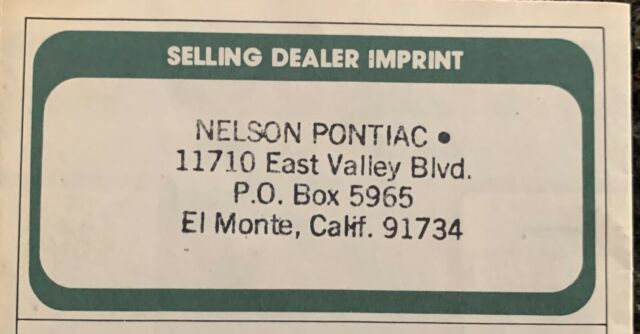 SELLING DEALER IMPRINT
NELSON PONTIAC •
11710 East Valley Blvd.
P.O. Box 5965
El Monte, Calif. 91734